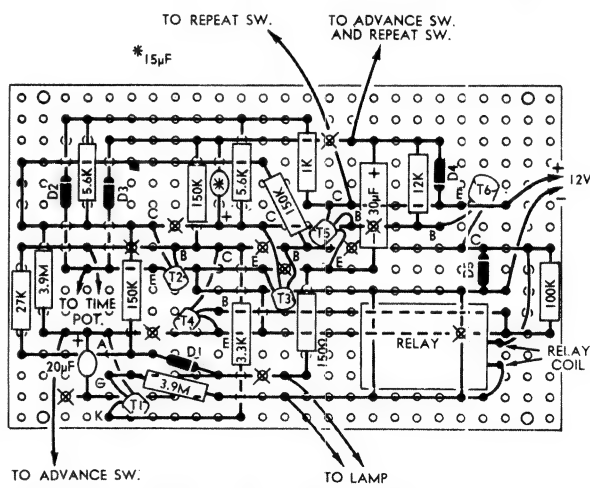 TO REPEAT SW.
TO ADVANCE SW.
AND REPEAT SW.
*15µF
D2
5.6K
D3
150K
*
+
5.6K
1K
150K
30µF +
12K
D4
E
T6
+
12V
−
C
C
C
T5
B
B
B
C
C
E
E
E
E
B
T2
T3
27K
3.9M
TO TIME
POT.
150K
T4
B
B
E
3.3K
150Ω
100K
RELAY
RELAY
COIL
+
A
20µF
D1
G
3.9M
K
T1
TO ADVANCE SW.
TO LAMP